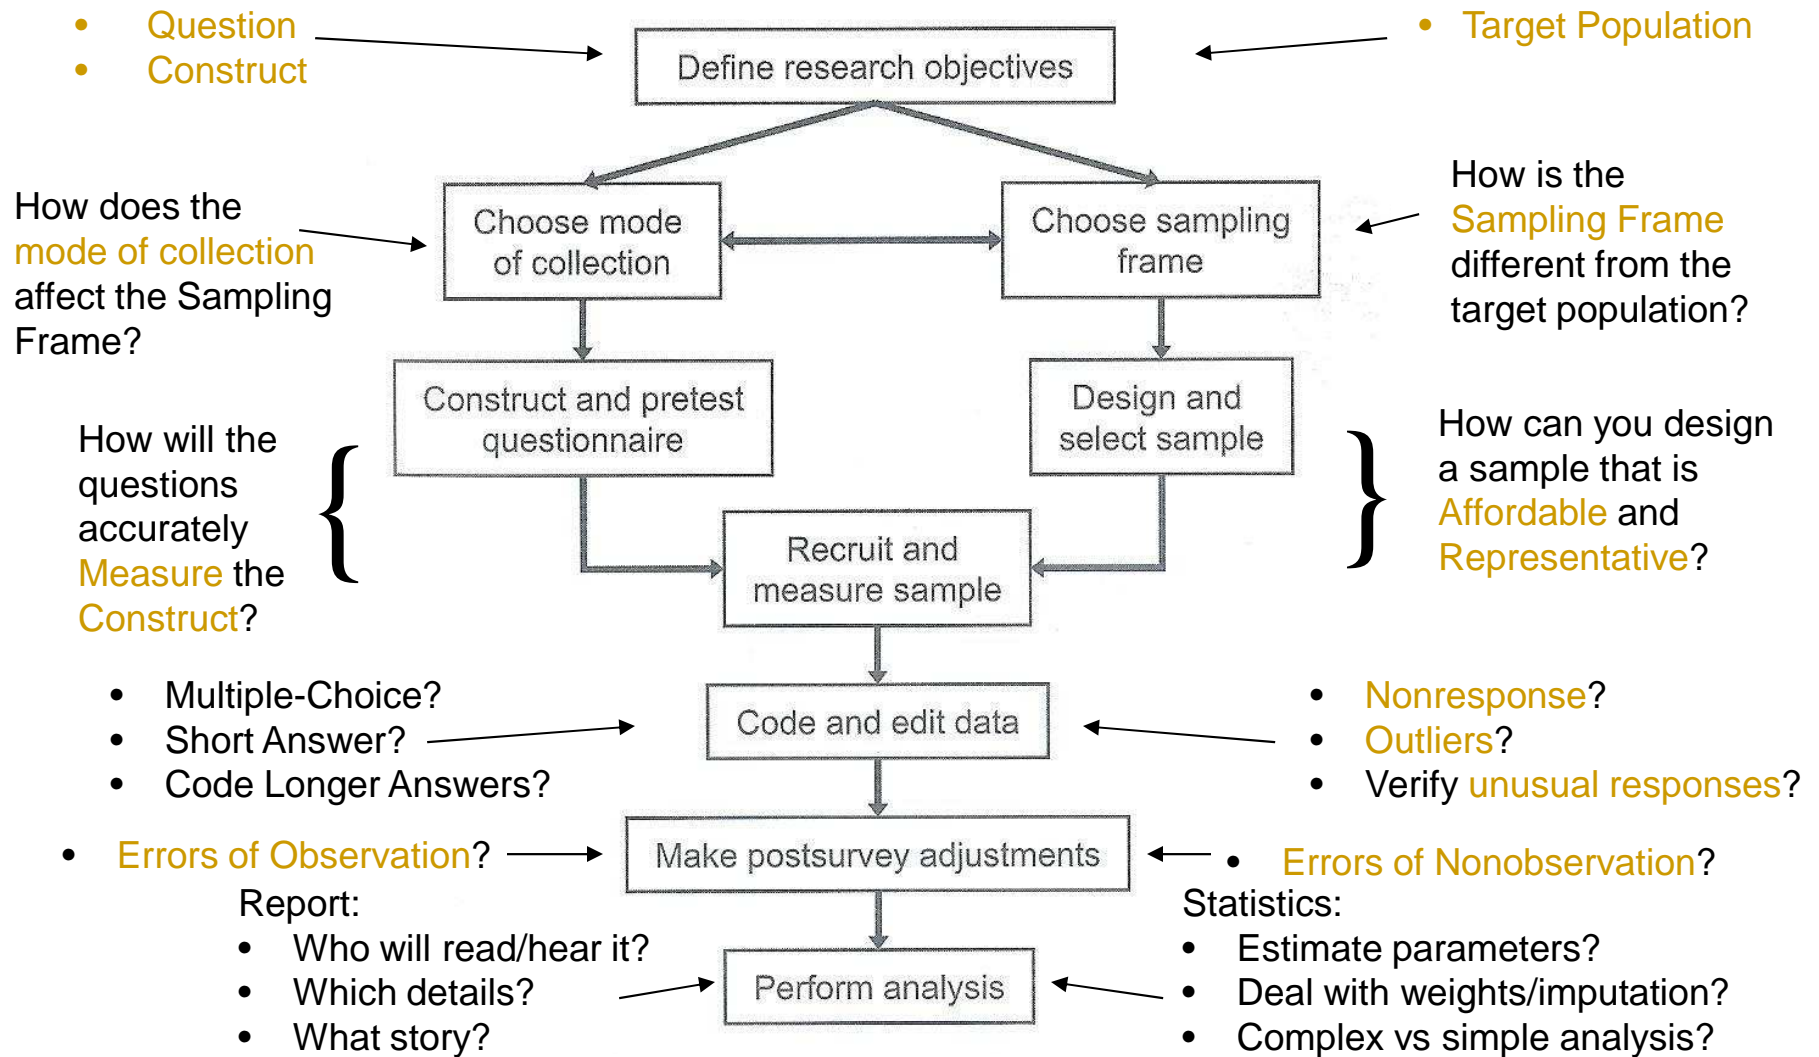 • Question
• Construct
• Target Population
Define research objectives
How does the
mode of collection
affect the Sampling
Frame?
Choose mode
of collection
Choose sampling
frame
How is the
Sampling Frame
different from the
target population?
How will the
questions
accurately
Measure the
Construct?
{
Construct and pretest
questionnaire
Design and
select sample
}
How can you design
a sample that is
Affordable and
Representative?
Recruit and
measure sample
• Multiple-Choice?
• Short Answer?
• Code Longer Answers?
Code and edit data
• Nonresponse?
• Outliers?
• Verify unusual responses?
• Errors of Observation?
Make postsurvey adjustments
• Errors of Nonobservation?
Report:
• Who will read/hear it?
• Which details?
• What story?
Perform analysis
Statistics:
• Estimate parameters?
• Deal with weights/imputation?
• Complex vs simple analysis?